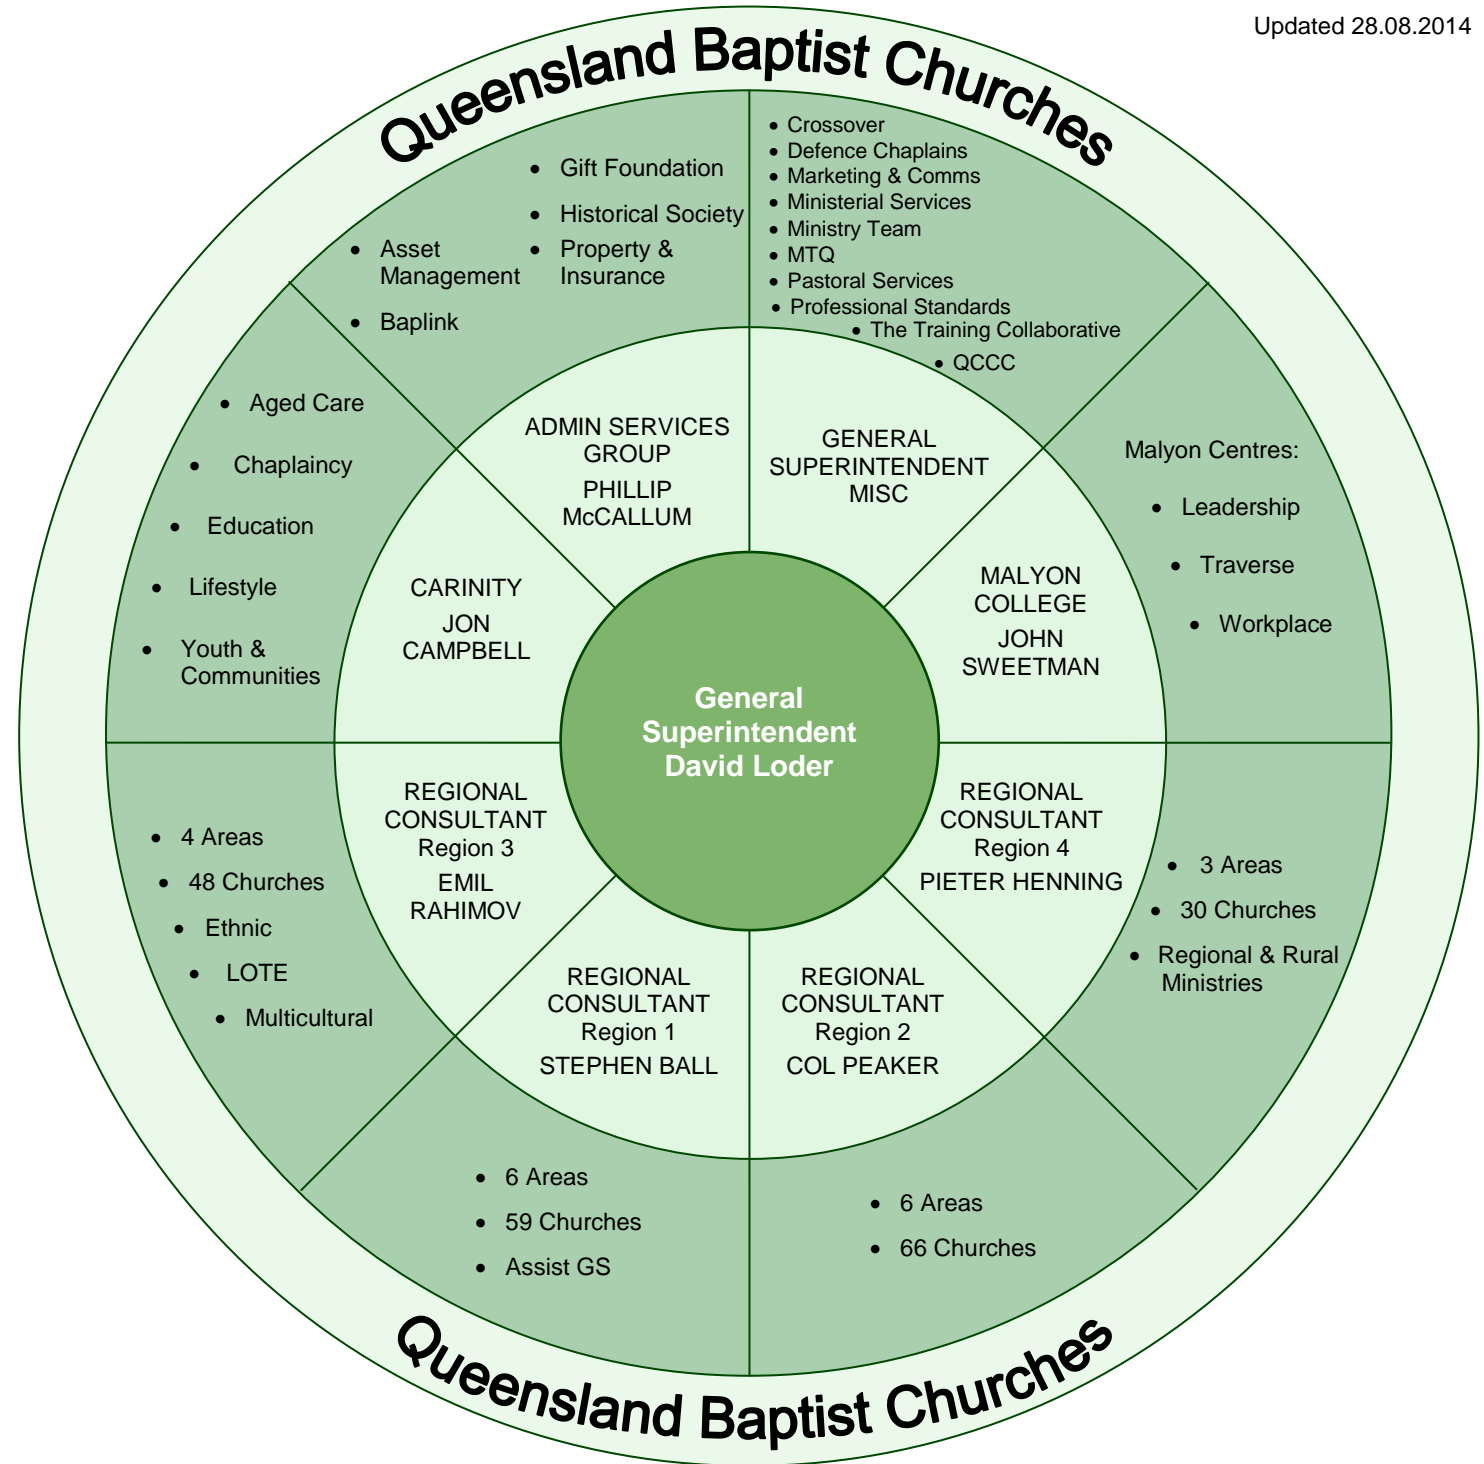 Updated 28.08.2014
Queensland Baptist Churches
• Gift Foundation
• Historical Society
• Property &
Insurance
• Asset
Management
• Baplink
• Crossover
• Defence Chaplains
• Marketing & Comms
• Ministerial Services
• Ministry Team
• MTQ
• Pastoral Services
• Professional Standards
• The Training Collaborative
• QCCC
• Aged Care
• Chaplaincy
• Education
• Lifestyle
• Youth &
Communities
ADMIN SERVICES
GROUP
PHILLIP
McCALLUM
GENERAL
SUPERINTENDENT
MISC
Malyon Centres:
• Leadership
• Traverse
• Workplace
CARINITY
JON
CAMPBELL
MALYON
COLLEGE
JOHN
SWEETMAN
General
Superintendent
David Loder
REGIONAL
CONSULTANT
Region 3
EMIL
RAHIMOV
REGIONAL
CONSULTANT
Region 4
PIETER HENNING
• 4 Areas
• 48 Churches
• Ethnic
• LOTE
• Multicultural
• 3 Areas
• 30 Churches
• Regional & Rural
Ministries
REGIONAL
CONSULTANT
Region 1
STEPHEN BALL
REGIONAL
CONSULTANT
Region 2
COL PEAKER
• 6 Areas
• 59 Churches
• Assist GS
• 6 Areas
• 66 Churches
Queensland Baptist Churches